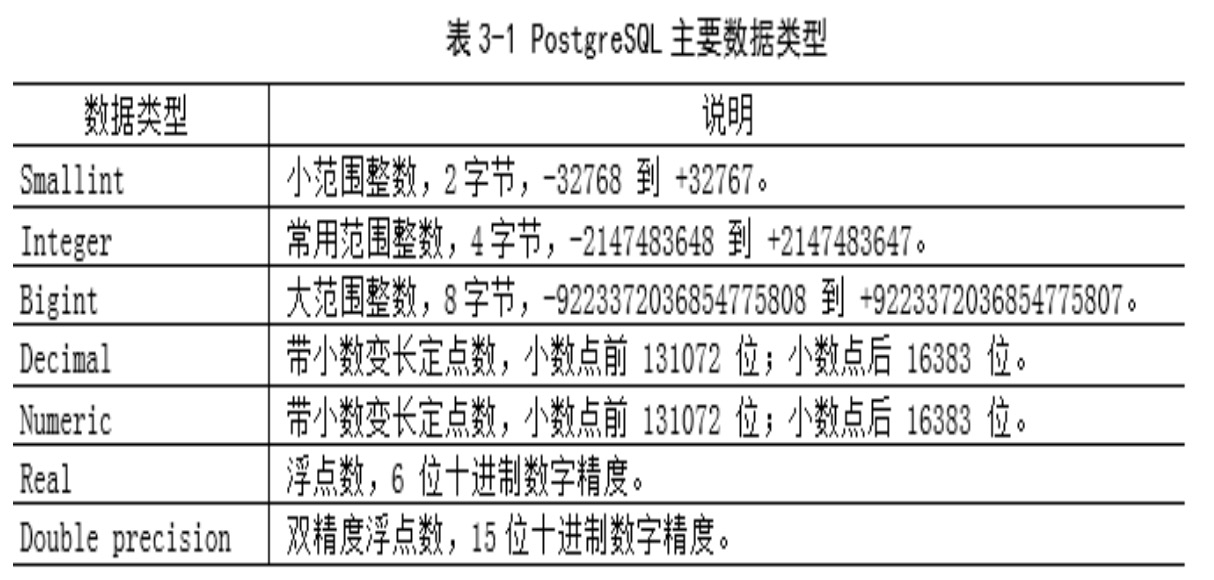 表 3-1 PostgreSQL 主要数据类型
数据类型 说明
Smallint 小范围整数，2 字节，-32768 到 +32767。
Integer 常用范围整数，4 字节，-2147483648 到 +2147483647。
Bigint 大范围整数，8 字节，-9223372036854775808 到 +9223372036854775807。
Decimal 带小数变长定点数，小数点前 131072 位；小数点后 16383 位。
Numeric 带小数变长定点数，小数点前 131072 位；小数点后 16383 位。
Real 浮点数，6 位十进制数字精度。
Double precision 双精度浮点数，15 位十进制数字精度。